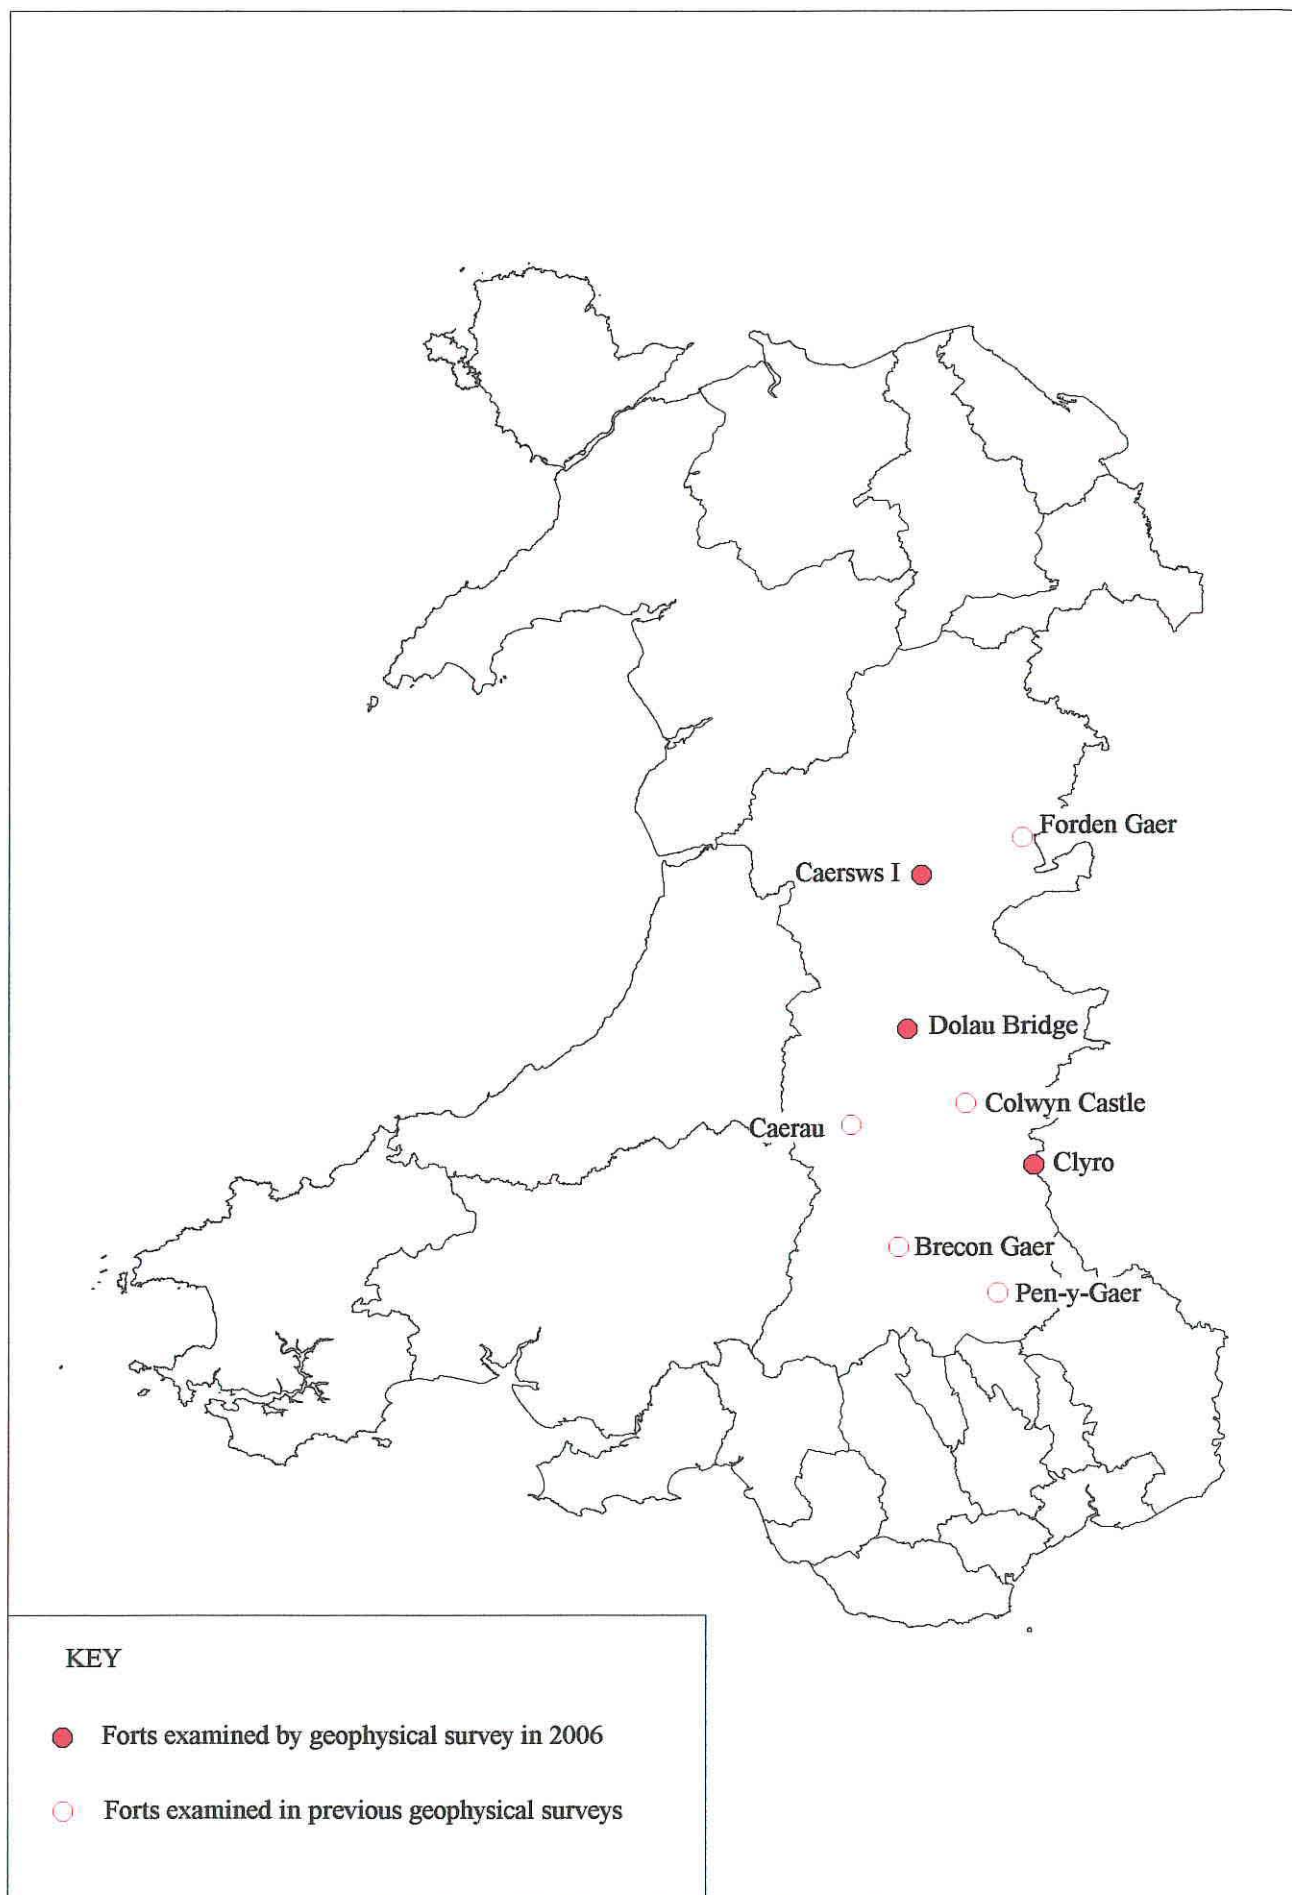 Forden Gaer
Caersws I
Dolau Bridge
Colwyn Castle
Caerau
Clyro
Brecon Gaer
Pen-y-Gaer
KEY
Forts examined by geophysical survey in 2006
Forts examined in previous geophysical surveys